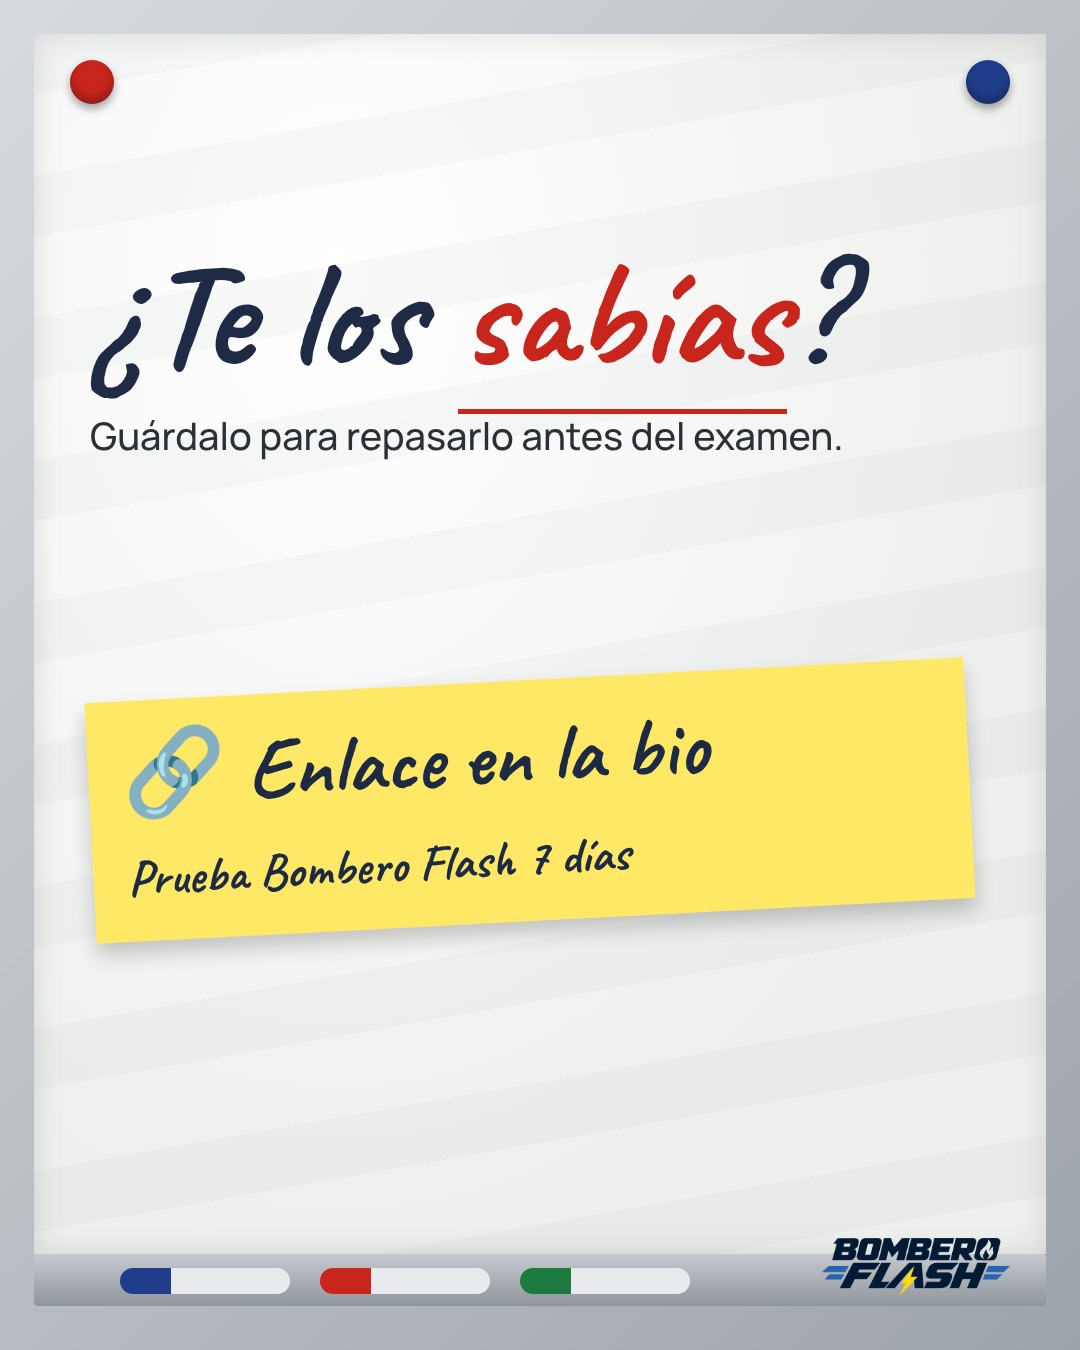 ¿Te los sabías?
Guárdalo para repasarlo antes del examen.
🔗 Enlace en la bio
Prueba Bombero Flash 7 días
BOMBERO
FLASH